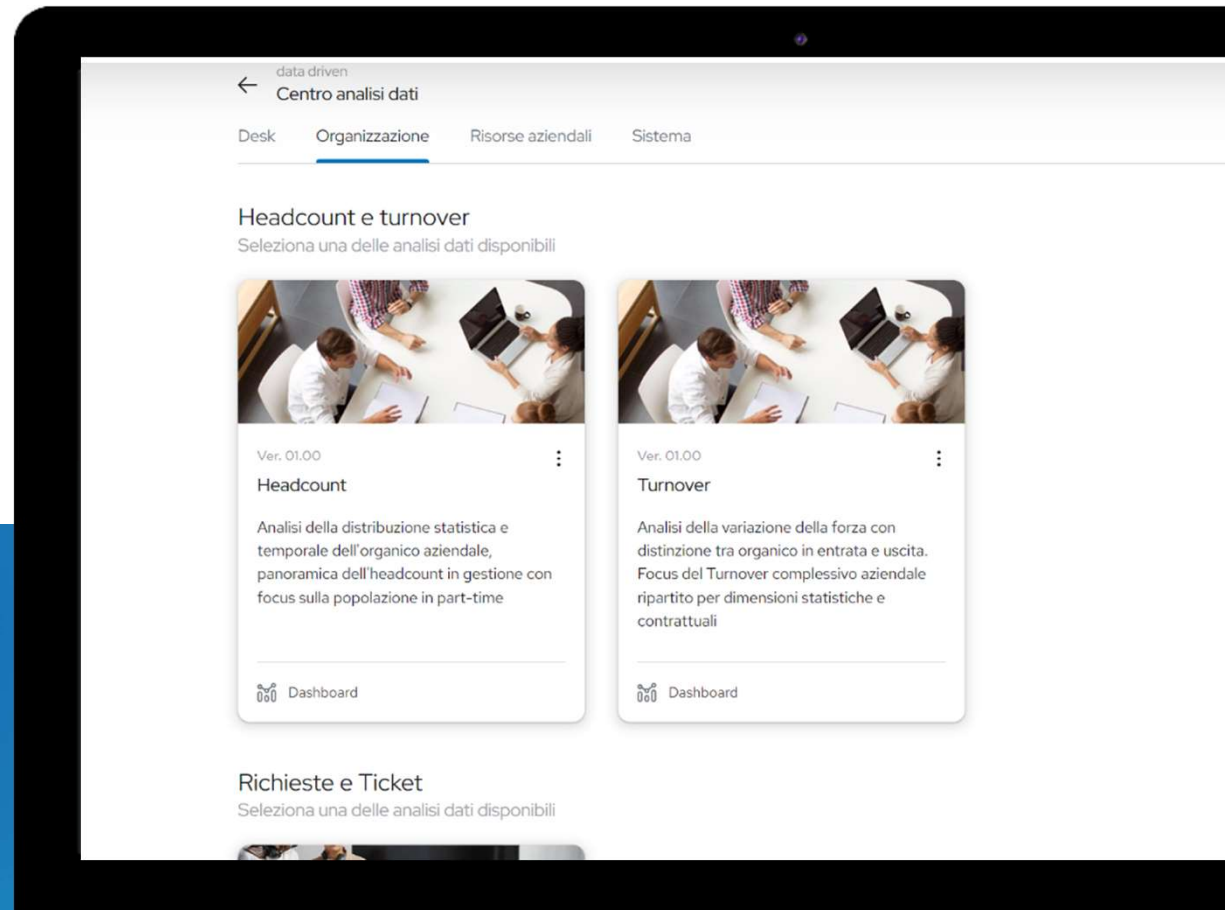 data driven
Centro analisi dati
Desk Organizzazione Risorse aziendali Sistema
Headcount e turnover
Seleziona una delle analisi dati disponibili
Ver. 01.00
Headcount
Analisi della distribuzione statistica e
temporale dell'organico aziendale,
panoramica dell'headcount in gestione con
focus sulla popolazione in part-time
Dashboard
Ver. 01.00
Turnover
Analisi della variazione della forza con
distinzione tra organico in entrata e uscita.
Focus del Turnover complessivo aziendale
ripartito per dimensioni statistiche e
contrattuali
Dashboard
Richieste e Ticket
Seleziona una delle analisi dati disponibili